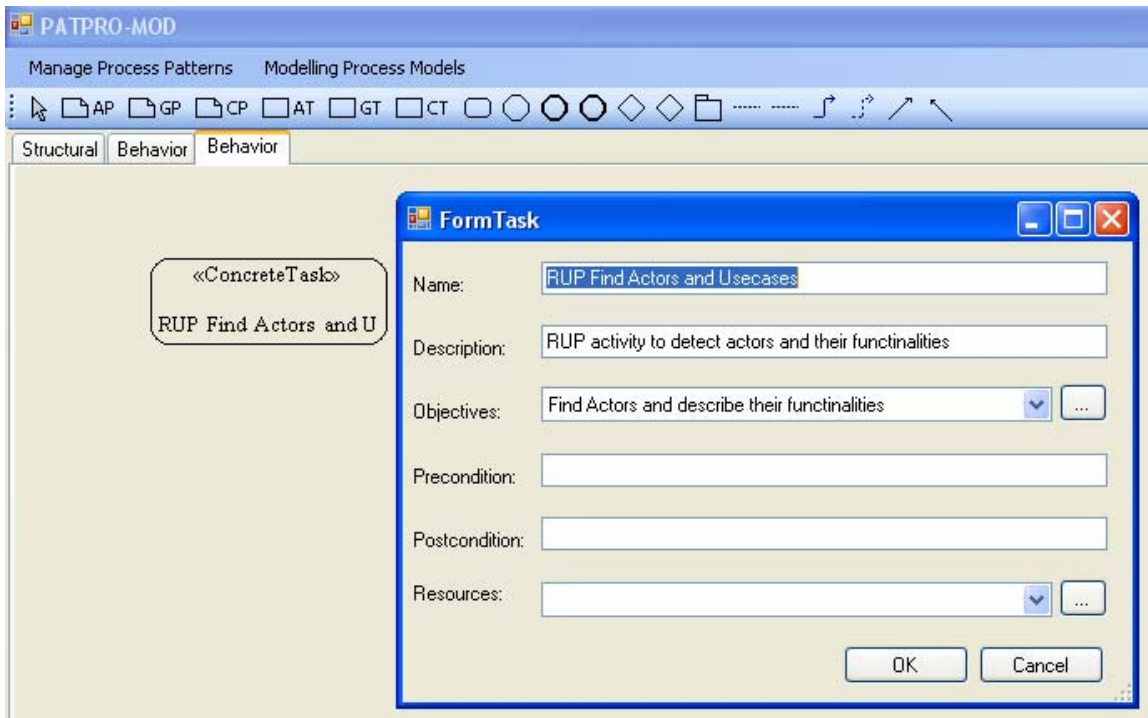 PATPRO-MOD
Manage Process Patterns Modelling Process Models
AP GP CP AT GT CT
Structural Behavior Behavior
«ConcreteTask»
RUP Find Actors and U
FormTask
Name: RUP Find Actors and Usecases
Description: RUP activity to detect actors and their functinalities
Objectives: Find Actors and describe their functinalities ...
Precondition:
Postcondition:
Resources: ...
OK Cancel